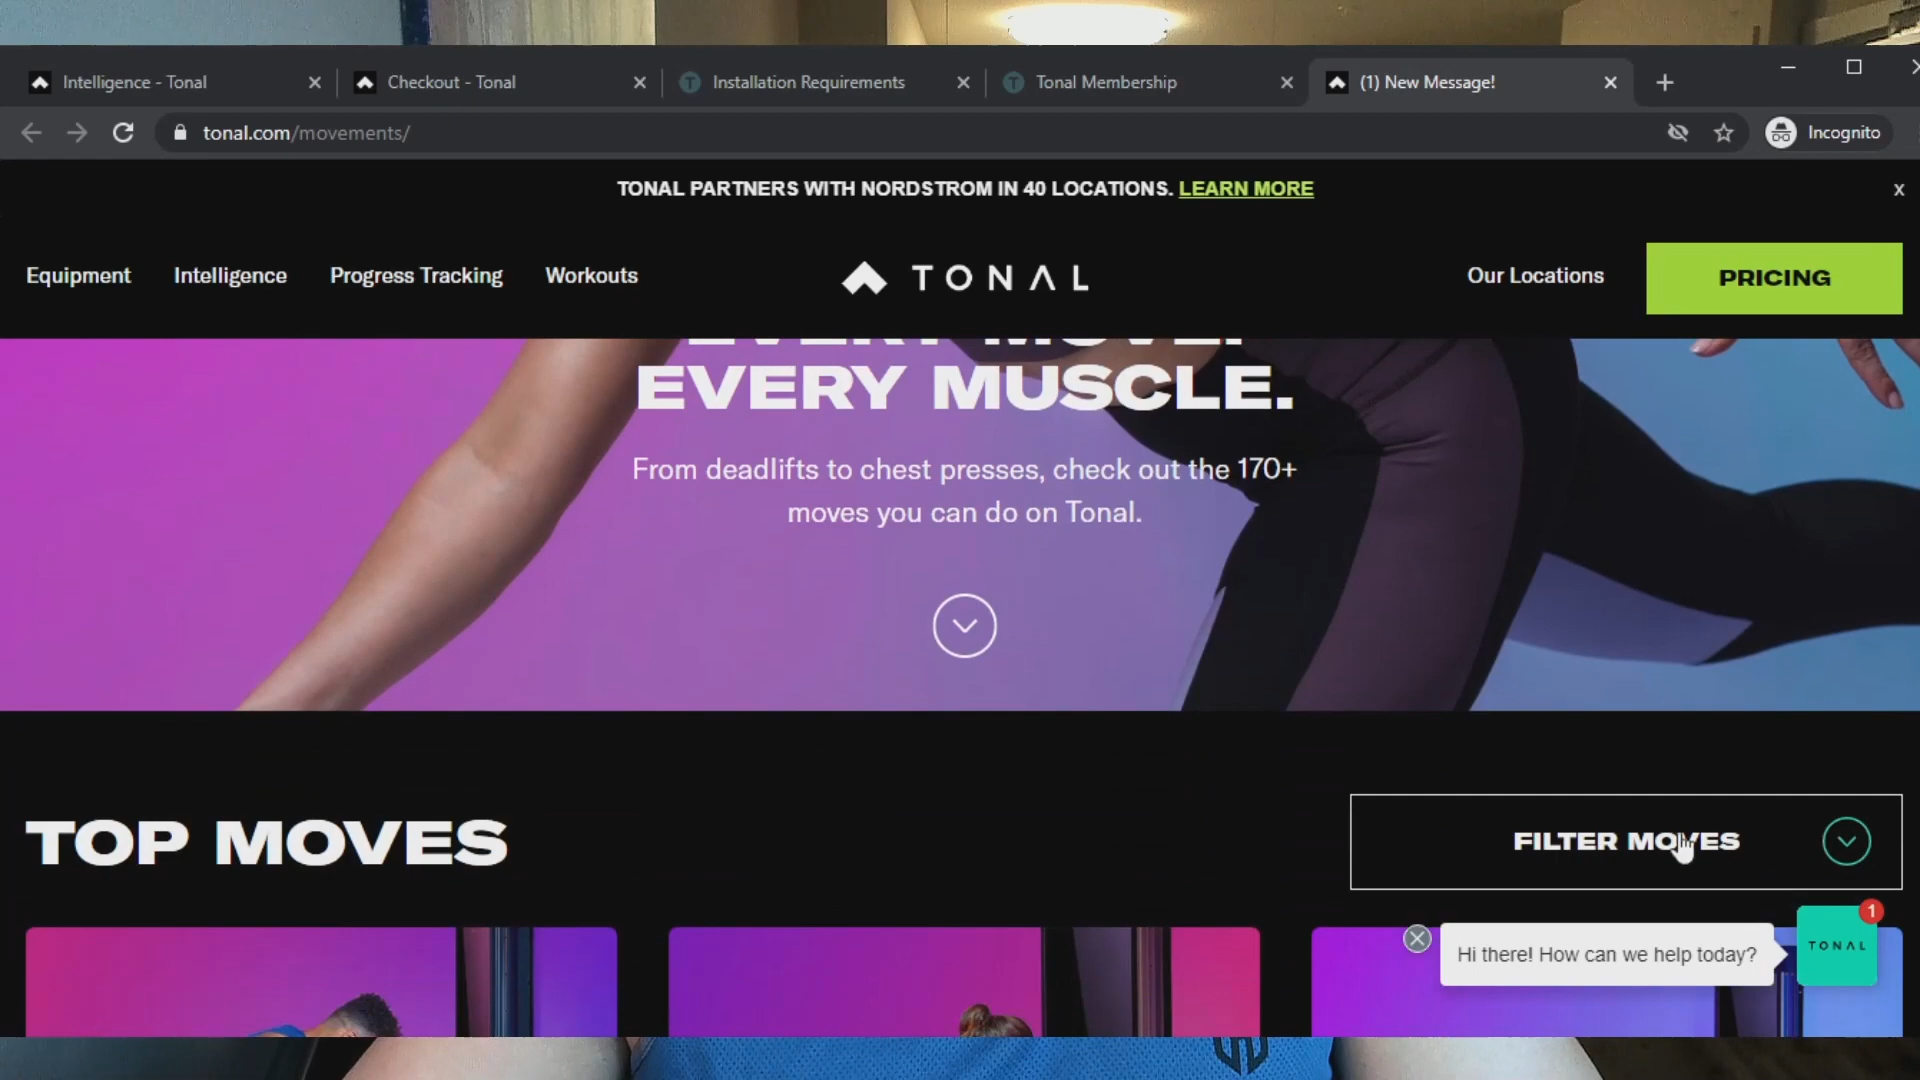 Intelligence - Tonal
Checkout - Tonal
Installation Requirements
Tonal Membership
(1) New Message!
tonal.com/movements/
Incognito
TONAL PARTNERS WITH NORDSTROM IN 40 LOCATIONS. LEARN MORE
x
Equipment
Intelligence
Progress Tracking
Workouts
TONAL
Our Locations
PRICING
EVERY MOVE.
EVERY MUSCLE.
From deadlifts to chest presses, check out the 170+
moves you can do on Tonal.
TOP MOVES
FILTER MOVES
Hi there! How can we help today?
TONAL
1